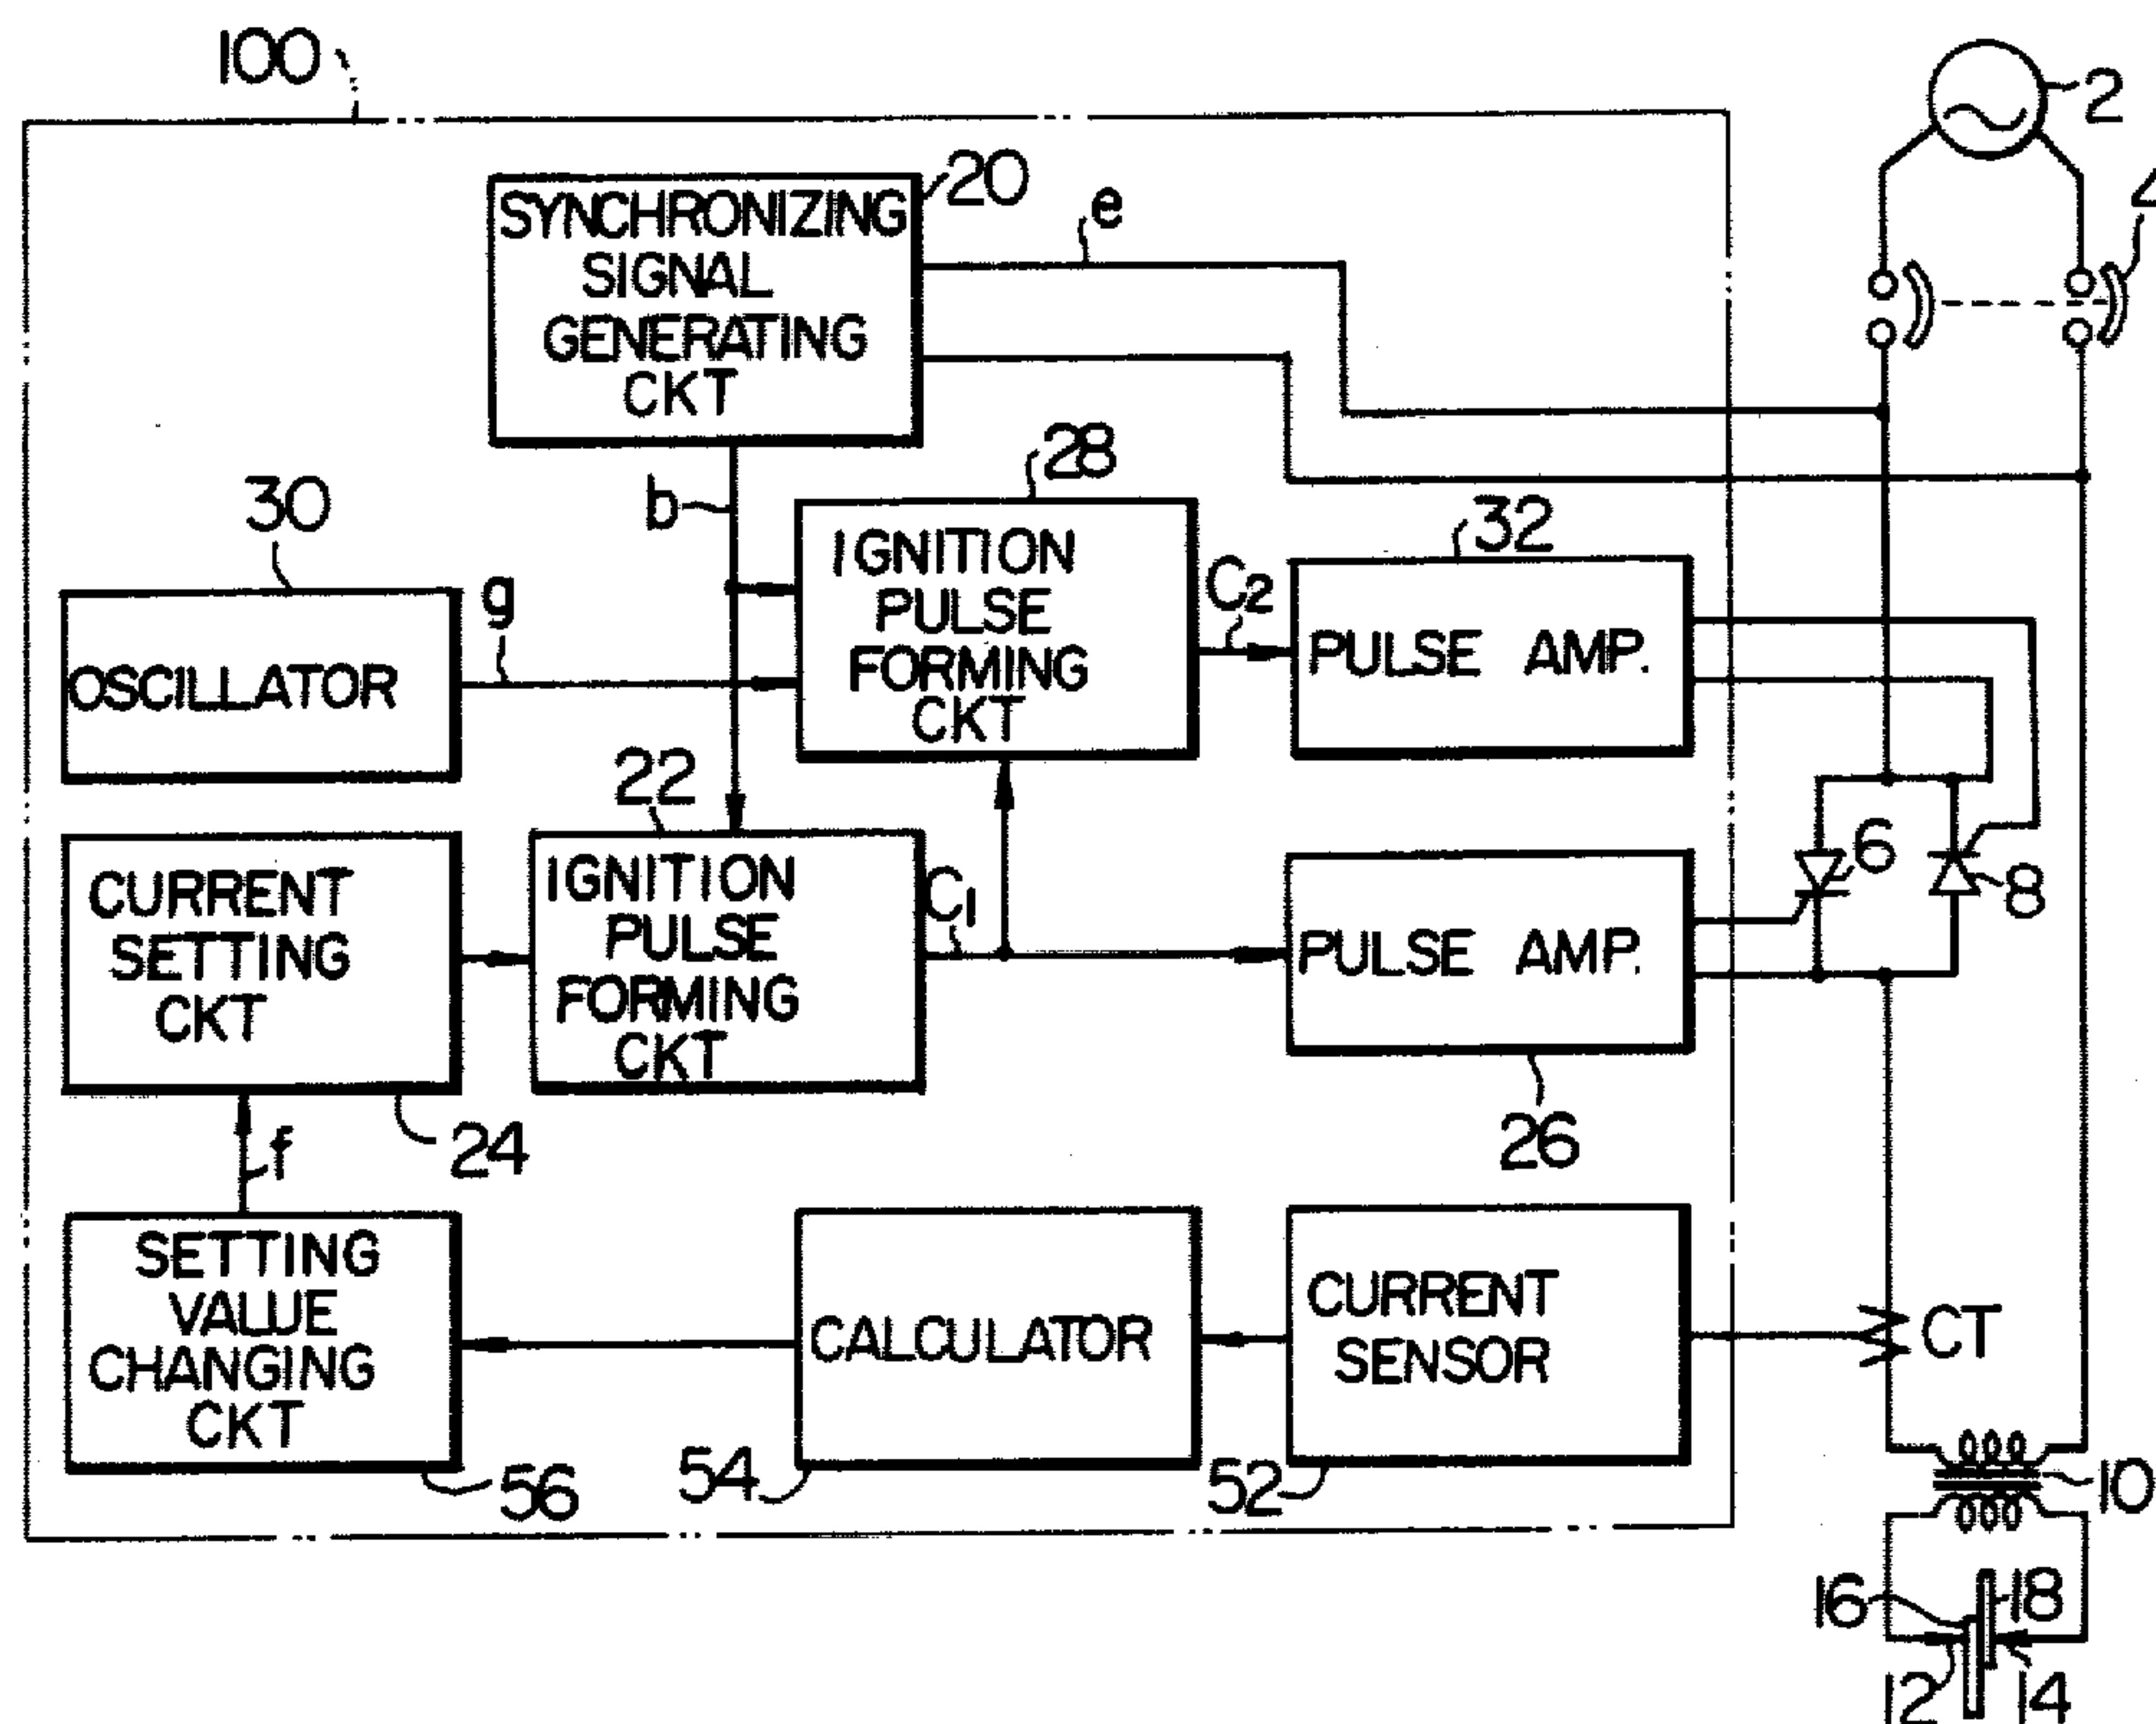 100
2
4
20
SYNCHRONIZING
SIGNAL
GENERATING
CKT
e
b
28
30
g
OSCILLATOR
IGNITION
PULSE
FORMING
CKT
C2
32
PULSE AMP.
22
6
8
CURRENT
SETTING
CKT
24
IGNITION
PULSE
FORMING
CKT
C1
PULSE AMP.
26
f
SETTING
VALUE
CHANGING
CKT
56
CALCULATOR
54
CURRENT
SENSOR
52
CT
10
16
18
12
14